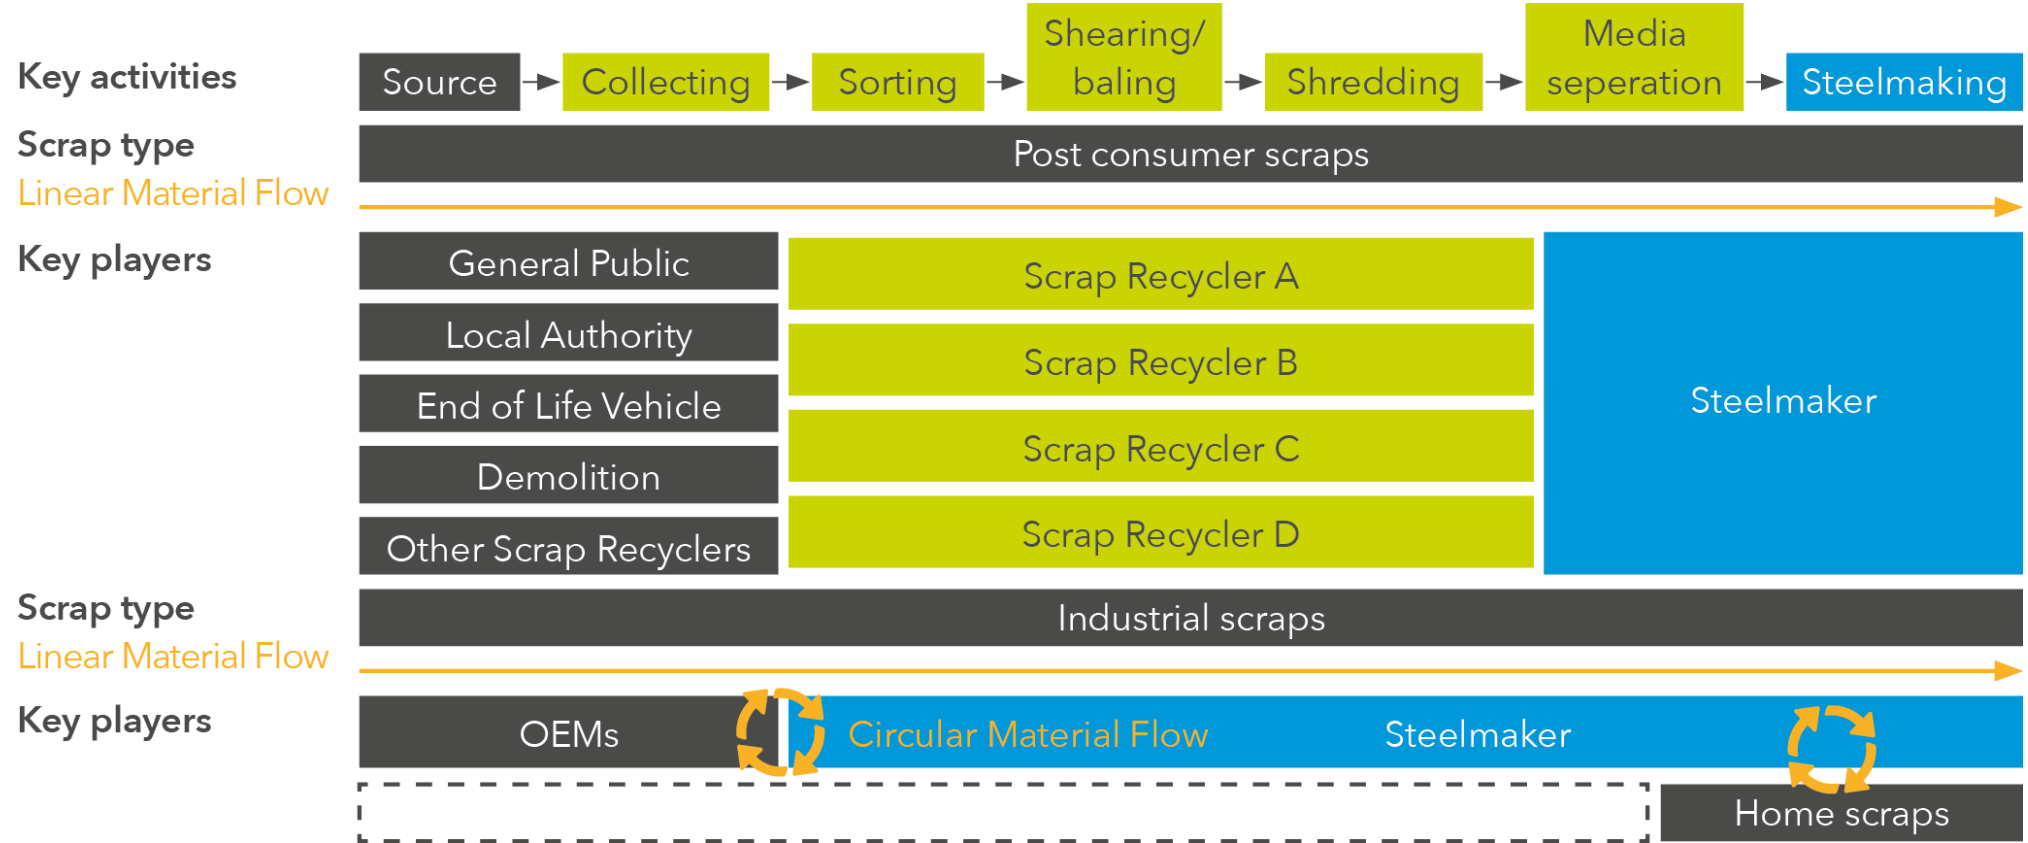 Key activities
Source
Collecting
Sorting
Shearing/
baling
Shredding
Media
seperation
Steelmaking
Scrap type
Post consumer scraps
Linear Material Flow
Key players
General Public
Local Authority
End of Life Vehicle
Demolition
Other Scrap Recyclers
Scrap Recycler A
Scrap Recycler B
Scrap Recycler C
Scrap Recycler D
Steelmaker
Scrap type
Industrial scraps
Linear Material Flow
Key players
OEMs
Circular Material Flow
Steelmaker
Home scraps